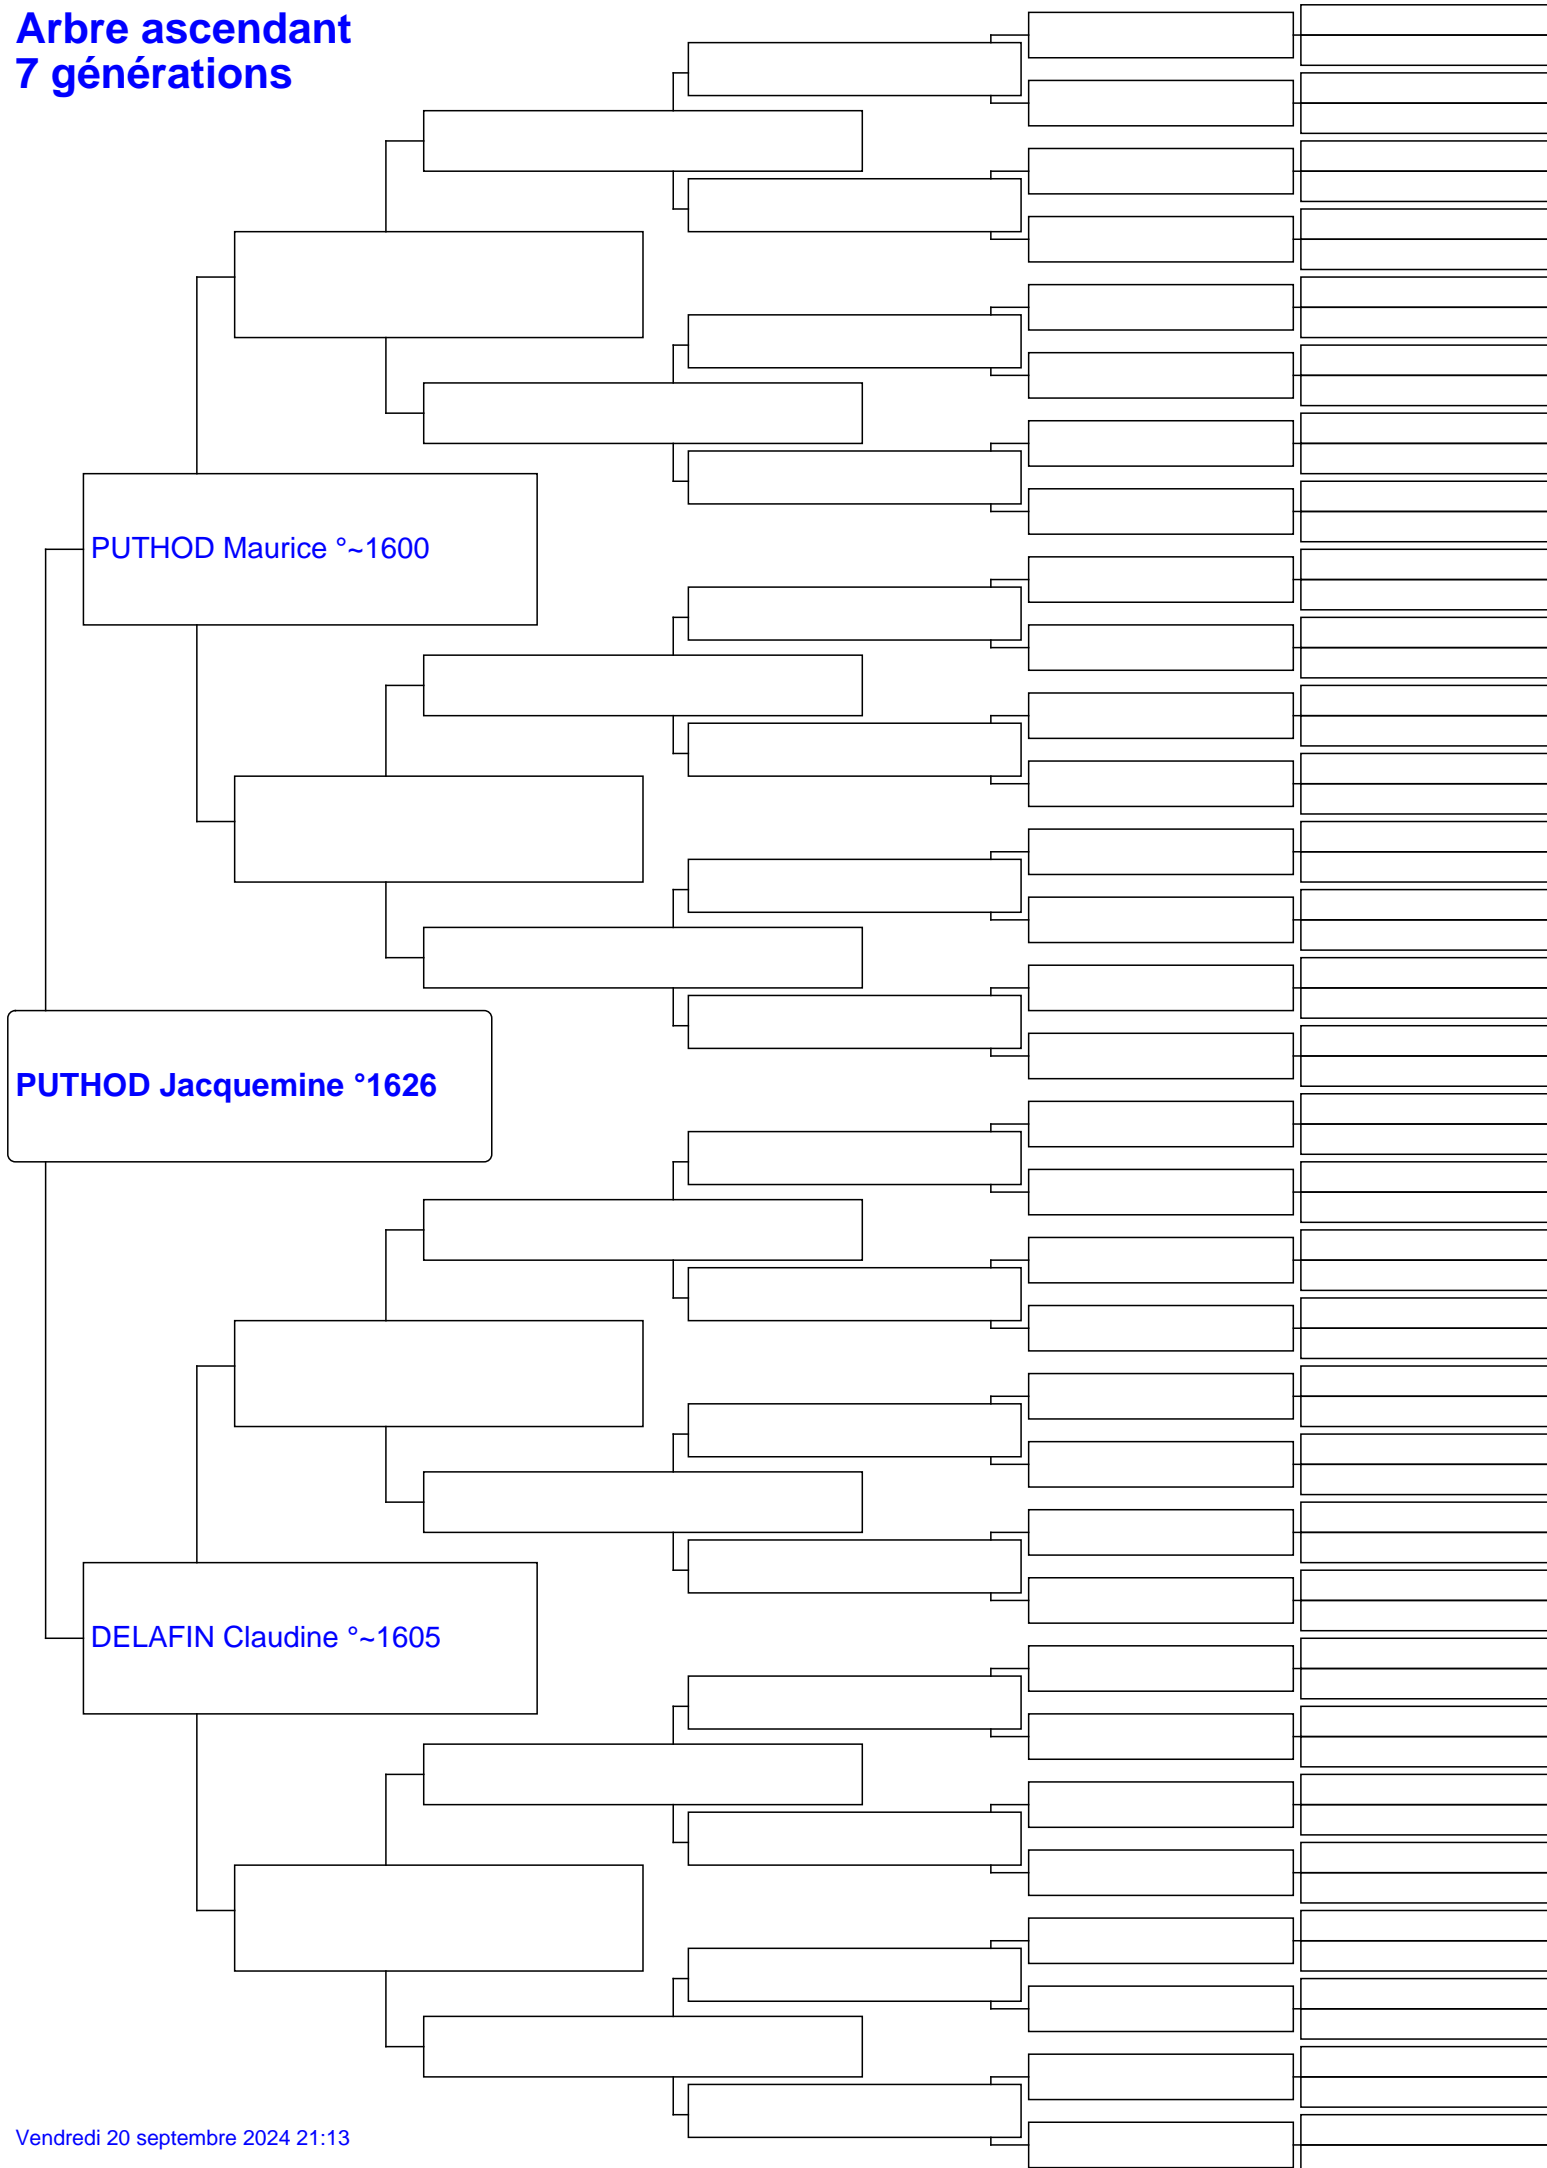 Arbre ascendant
7 générations
PUTHOD Maurice °~1600
PUTHOD Jacquemine °1626
DELAFIN Claudine °~1605
Vendredi 20 septembre 2024 21:13